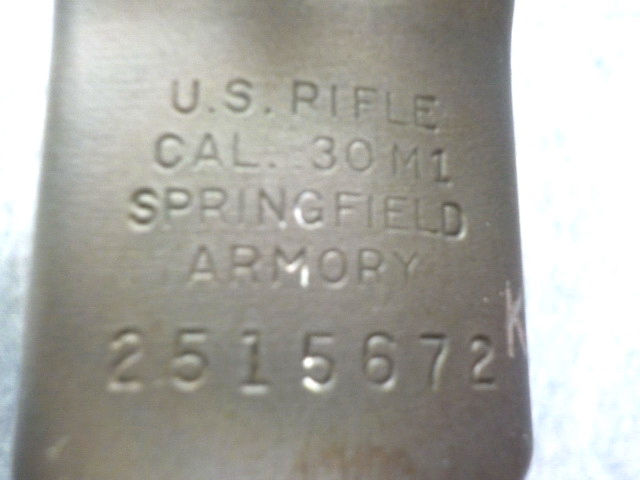 U.S. RIFLE
CAL. 30 M1
SPRINGFIELD
ARMORY
2515672
K